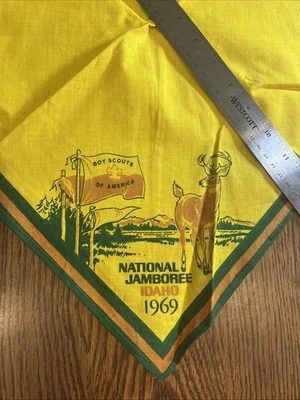 BOY SCOUTS
OF AMERICA
NATIONAL
JAMBOREE
IDAHO
1969
WESTCOTT